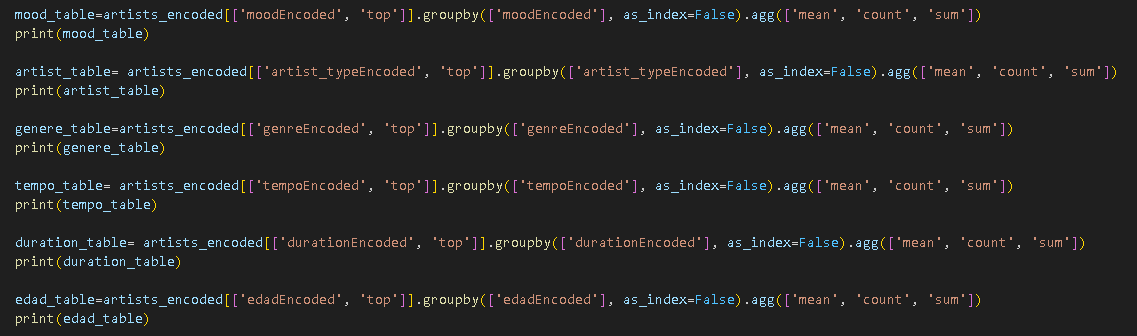 mood_table=artists_encoded[['moodEncoded', 'top']].groupby(['moodEncoded'], as_index=False).agg(['mean', 'count', 'sum'])
print(mood_table)
artist_table= artists_encoded[['artist_typeEncoded', 'top']].groupby(['artist_typeEncoded'], as_index=False).agg(['mean', 'count', 'sum'])
print(artist_table)
genere_table=artists_encoded[['genreEncoded', 'top']].groupby(['genreEncoded'], as_index=False).agg(['mean', 'count', 'sum'])
print(genere_table)
tempo_table= artists_encoded[['tempoEncoded', 'top']].groupby(['tempoEncoded'], as_index=False).agg(['mean', 'count', 'sum'])
print(tempo_table)
duration_table= artists_encoded[['durationEncoded', 'top']].groupby(['durationEncoded'], as_index=False).agg(['mean', 'count', 'sum'])
print(duration_table)
edad_table=artists_encoded[['edadEncoded', 'top']].groupby(['edadEncoded'], as_index=False).agg(['mean', 'count', 'sum'])
print(edad_table)